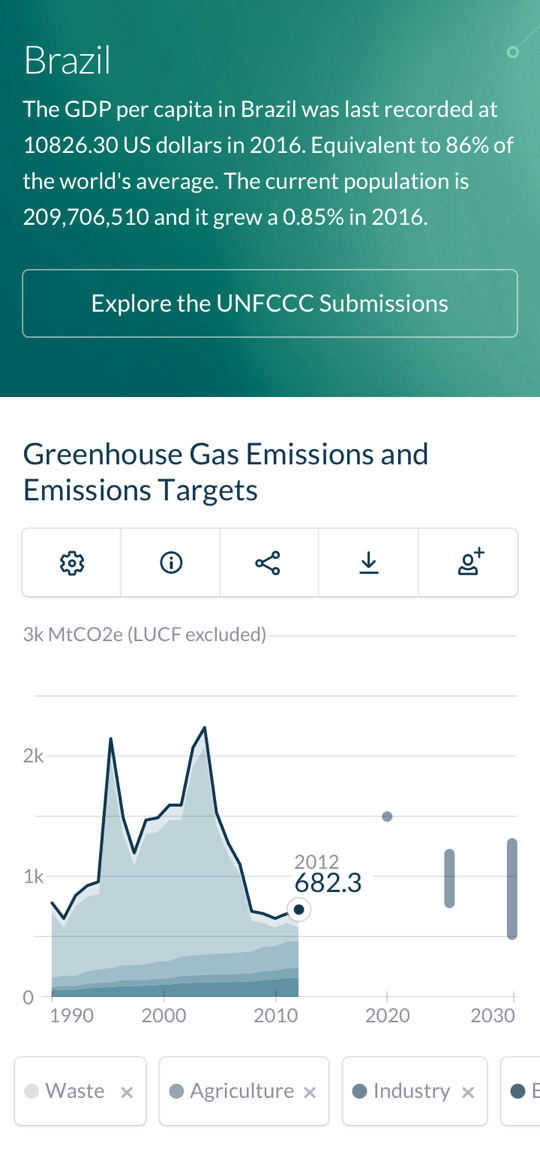 Brazil
The GDP per capita in Brazil was last recorded at
10826.30 US dollars in 2016. Equivalent to 86% of
the world's average. The current population is
209,706,510 and it grew a 0.85% in 2016.
Explore the UNFCCC Submissions
Greenhouse Gas Emissions and
Emissions Targets
3k MtCO2e (LUCF excluded)
2k
2012
1k
682.3
0
1990 2000 2010 2020 2030
Waste × Agriculture × Industry × E